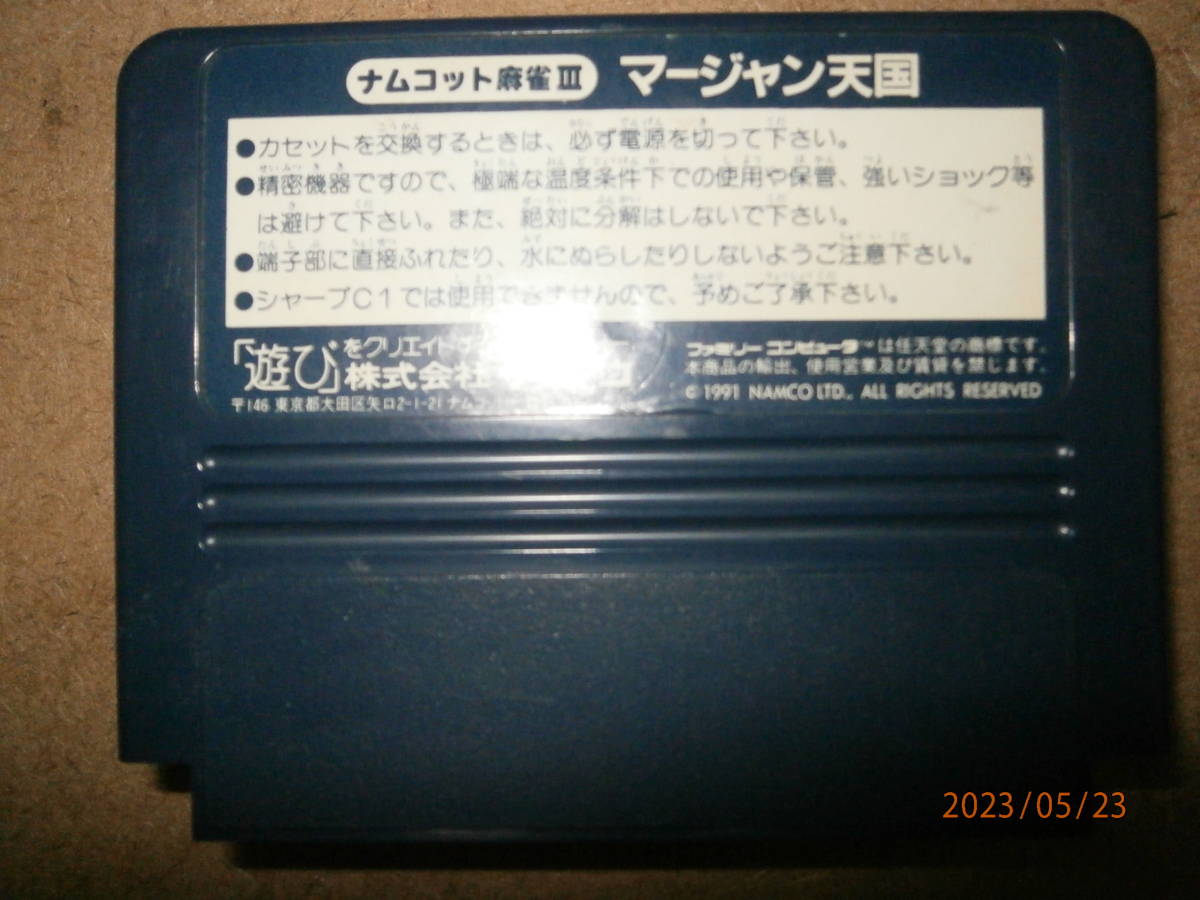 ナムコット麻雀Ⅲ マージャン天国
●カセットを交換するときは、必ず電源を切って下さい。
●精密機器ですので、極端な温度条件下での使用や保管、強いショック等
は避けて下さい。また、絶対に分解はしないで下さい。
●端子部に直接ふれたり、水にぬらしたりしないようご注意下さい。
●シャープC1では使用できませんので、予めご了承下さい。
「遊び」をクリエイト
株式会社
〒146 東京都大田区矢口2-1-21 ナム
ファミリーコンピュータ™は任天堂の商標です。
本商品の輸出、使用営業及び賃貸を禁じます。
© 1991 NAMCO LTD., ALL RIGHTS RESERVED
2023/05/23